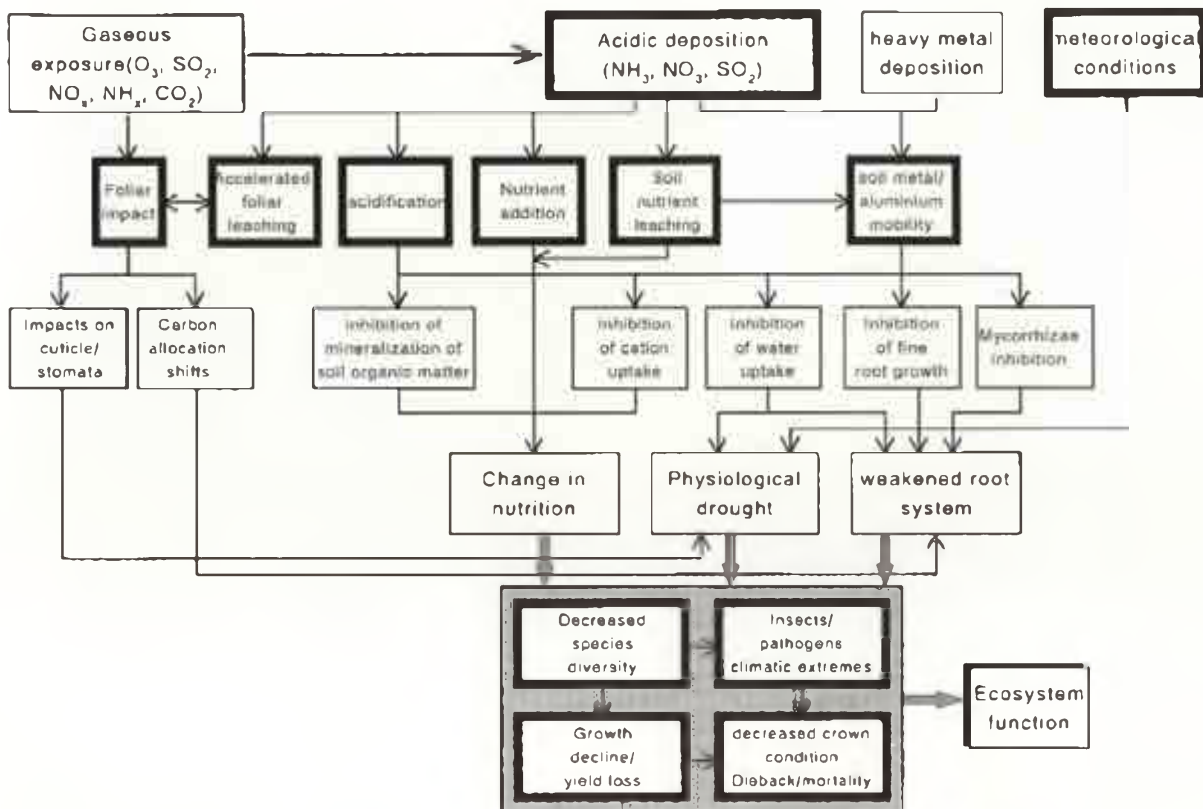 Gaseous
exposure(O₃, SO₂,
NOₓ, NHₓ, CO₂)
Acidic deposition
(NH₃, NO₃, SO₂)
heavy metal
deposition
meteorological
conditions
Foliar
impact
Accelerated
foliar
leaching
acidification
Nutrient
addition
Soil
nutrient
leaching
soil metal/
aluminium
mobility
Impacts on
cuticle/
stomata
Carbon
allocation
shifts
inhibition of
mineralization of
soil organic matter
Inhibition
of cation
uptake
inhibition
of water
uptake
Inhibition
of fine
root growth
Mycorrhizae
inhibition
Change in
nutrition
Physiological
drought
weakened root
system
Decreased
species
diversity
Insects/
pathogens
climatic extremes
Growth
decline/
yield loss
decreased crown
condition
Dieback/mortality
Ecosystem
function